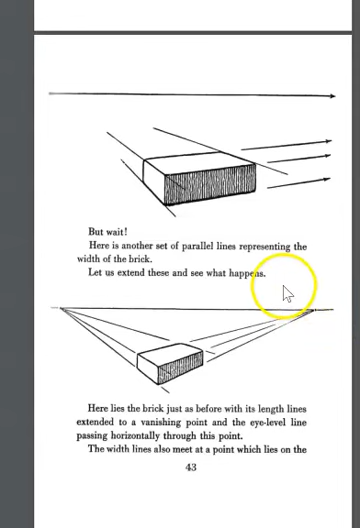 But wait!
Here is another set of parallel lines representing the
width of the brick.
Let us extend these and see what happens.
Here lies the brick just as before with its length lines
extended to a vanishing point and the eye-level line
passing horizontally through this point.
The width lines also meet at a point which lies on the
43